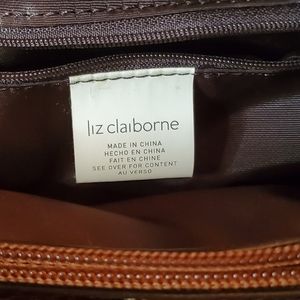 liz claiborne
MADE IN CHINA
HECHO EN CHINA
FAIT EN CHINE
SEE OVER FOR CONTENT
AU VERSO